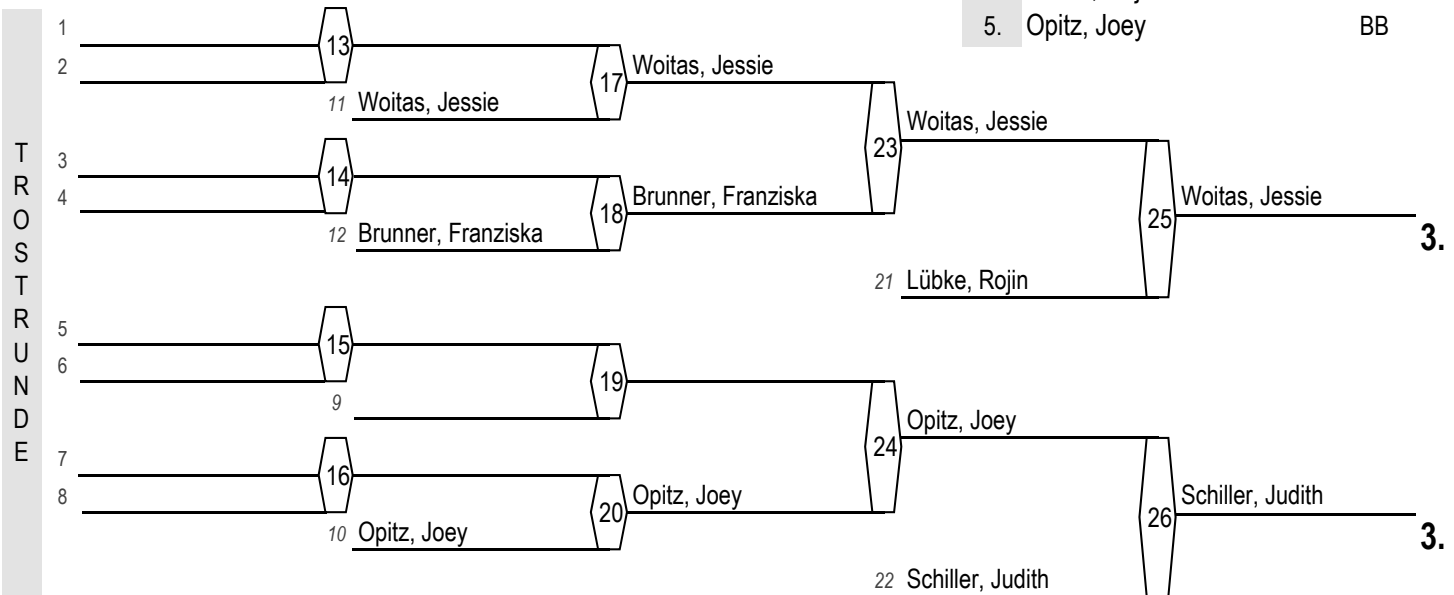 5. Opitz, Joey BB
TROSTRUNDE
1
13
2
17 Woitas, Jessie
11 Woitas, Jessie
23 Woitas, Jessie
3
14
4
18 Brunner, Franziska
12 Brunner, Franziska
25 Woitas, Jessie
3.
21 Lübke, Rojin
5
15
6
19
9
24 Opitz, Joey
7
16
8
20 Opitz, Joey
10 Opitz, Joey
26 Schiller, Judith
3.
22 Schiller, Judith